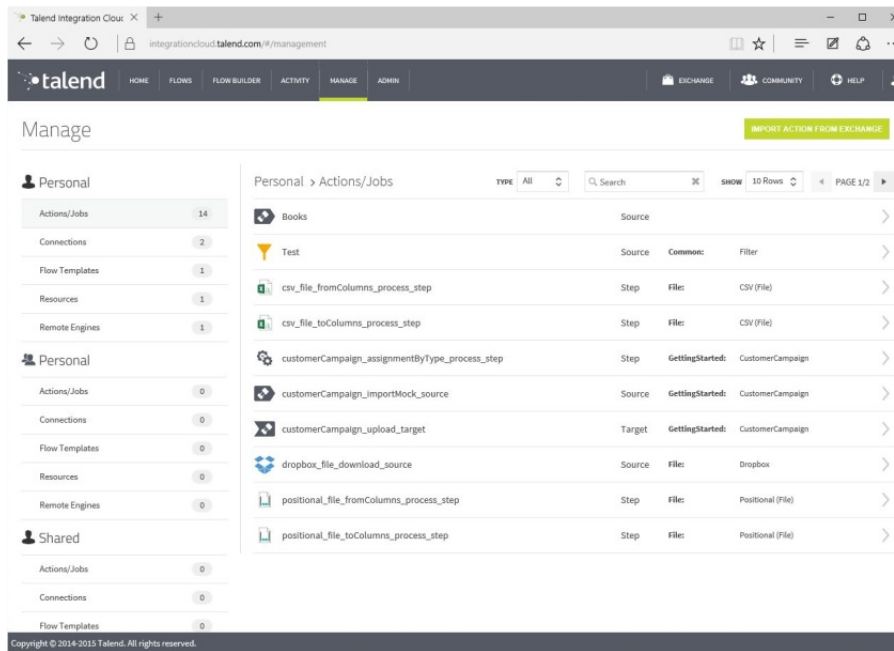 Talend Integration Clouc
integrationcloud.talend.com/#/management
talend HOME FLOWS FLOW BUILDER ACTIVITY MANAGE ADMIN EXCHANGE COMMUNITY HELP
Manage IMPORT ACTION FROM EXCHANGE
Personal
Actions/Jobs 14
Connections 2
Flow Templates 1
Resources 1
Remote Engines 1
Personal
Actions/Jobs 0
Connections 0
Flow Templates 0
Resources 0
Remote Engines 0
Shared
Actions/Jobs 0
Connections 0
Flow Templates 0
Personal > Actions/Jobs TYPE All Search SHOW 10 Rows PAGE 1/2
Books Source
Test Source Common: Filter
csv_file_fromColumns_process_step Step File: CSV (File)
csv_file_toColumns_process_step Step File: CSV (File)
customerCampaign_assignmentByType_process_step Step GettingStarted: CustomerCampaign
customerCampaign_importMock_source Source GettingStarted: CustomerCampaign
customerCampaign_upload_target Target GettingStarted: CustomerCampaign
dropbox_file_download_source Source File: Dropbox
positional_file_fromColumns_process_step Step File: Positional (File)
positional_file_toColumns_process_step Step File: Positional (File)
Copyright © 2014-2015 Talend. All rights reserved.